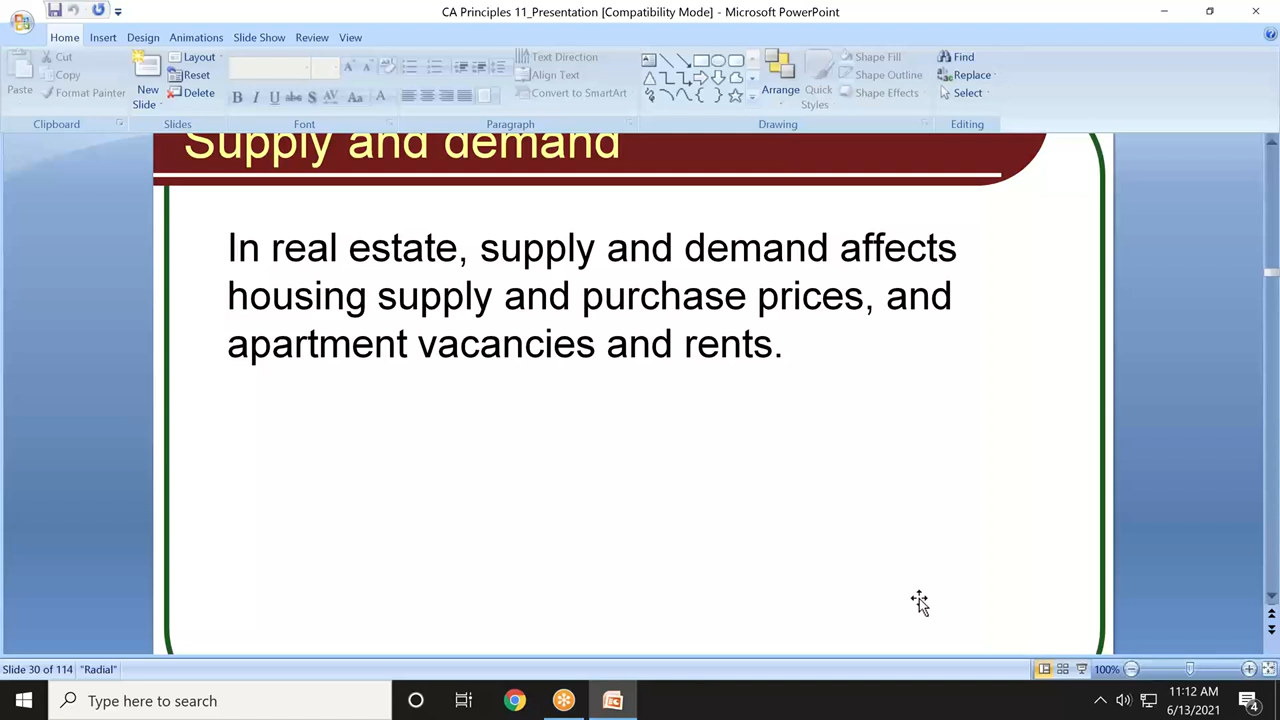 CA Principles 11_Presentation [Compatibility Mode] - Microsoft PowerPoint
Home Insert Design Animations Slide Show Review View
Paste
Cut
Copy
Format Painter
Clipboard
New
Slide
Layout
Reset
Delete
Slides
B I U abc S AV Aa A
Font
Text Direction
Align Text
Convert to SmartArt
Paragraph
Arrange
Quick
Styles
Shape Fill
Shape Outline
Shape Effects
Drawing
Find
Replace
Select
Editing
Supply and demand
In real estate, supply and demand affects
housing supply and purchase prices, and
apartment vacancies and rents.
Slide 30 of 114 "Radial" 100%
Type here to search
11:12 AM
6/13/2021
4